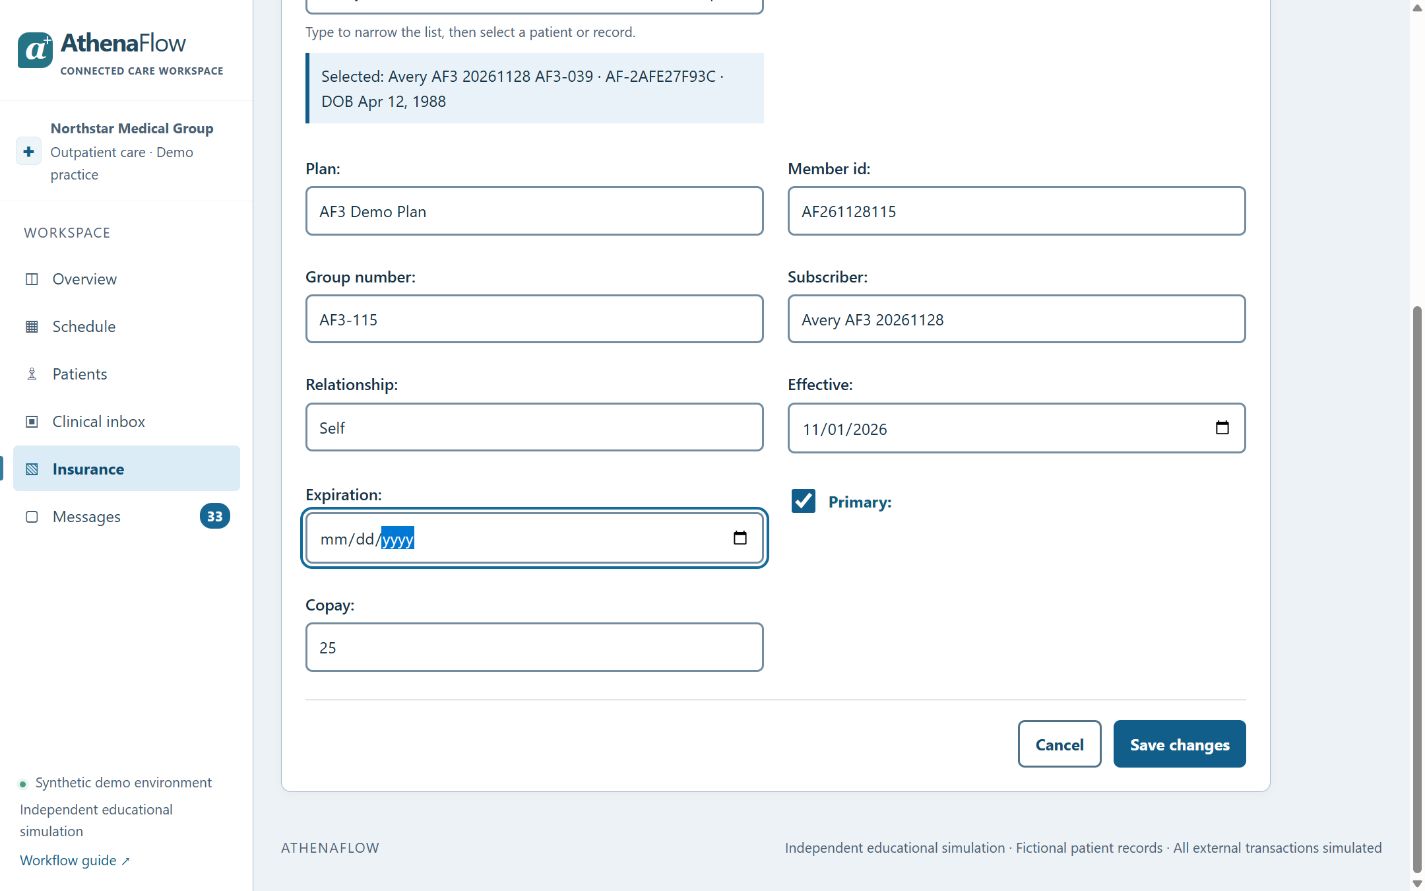 AthenaFlow
CONNECTED CARE WORKSPACE
Northstar Medical Group
Outpatient care · Demo
practice
WORKSPACE
Overview
Schedule
Patients
Clinical inbox
Insurance
Messages
33
Synthetic demo environment
Independent educational
simulation
Workflow guide ↗
Type to narrow the list, then select a patient or record.
Selected: Avery AF3 20261128 AF3-039 · AF-2AFE27F93C ·
DOB Apr 12, 1988
Plan:
AF3 Demo Plan
Member id:
AF261128115
Group number:
AF3-115
Subscriber:
Avery AF3 20261128
Relationship:
Self
Effective:
11/01/2026
Expiration:
mm/dd/yyyy
Primary:
Copay:
25
Cancel
Save changes
ATHENAFLOW
Independent educational simulation · Fictional patient records · All external transactions simulated